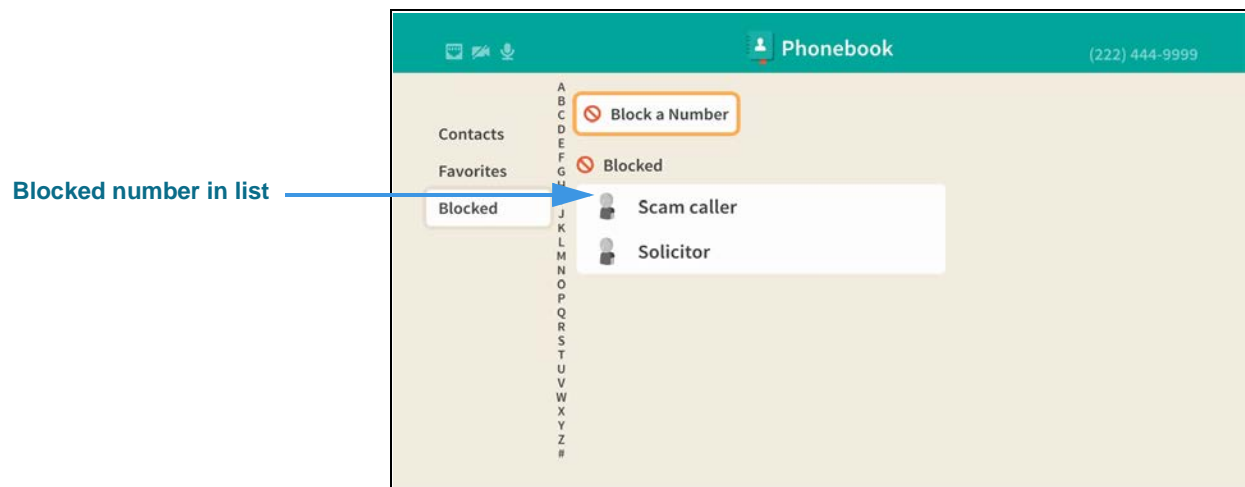 Phonebook
(222) 444-9999
Contacts
Favorites
Blocked
A
B
C
D
E
F
G
H
J
K
L
M
N
O
P
Q
R
S
T
U
V
W
X
Y
Z
#
Block a Number
Blocked
Scam caller
Solicitor
Blocked number in list